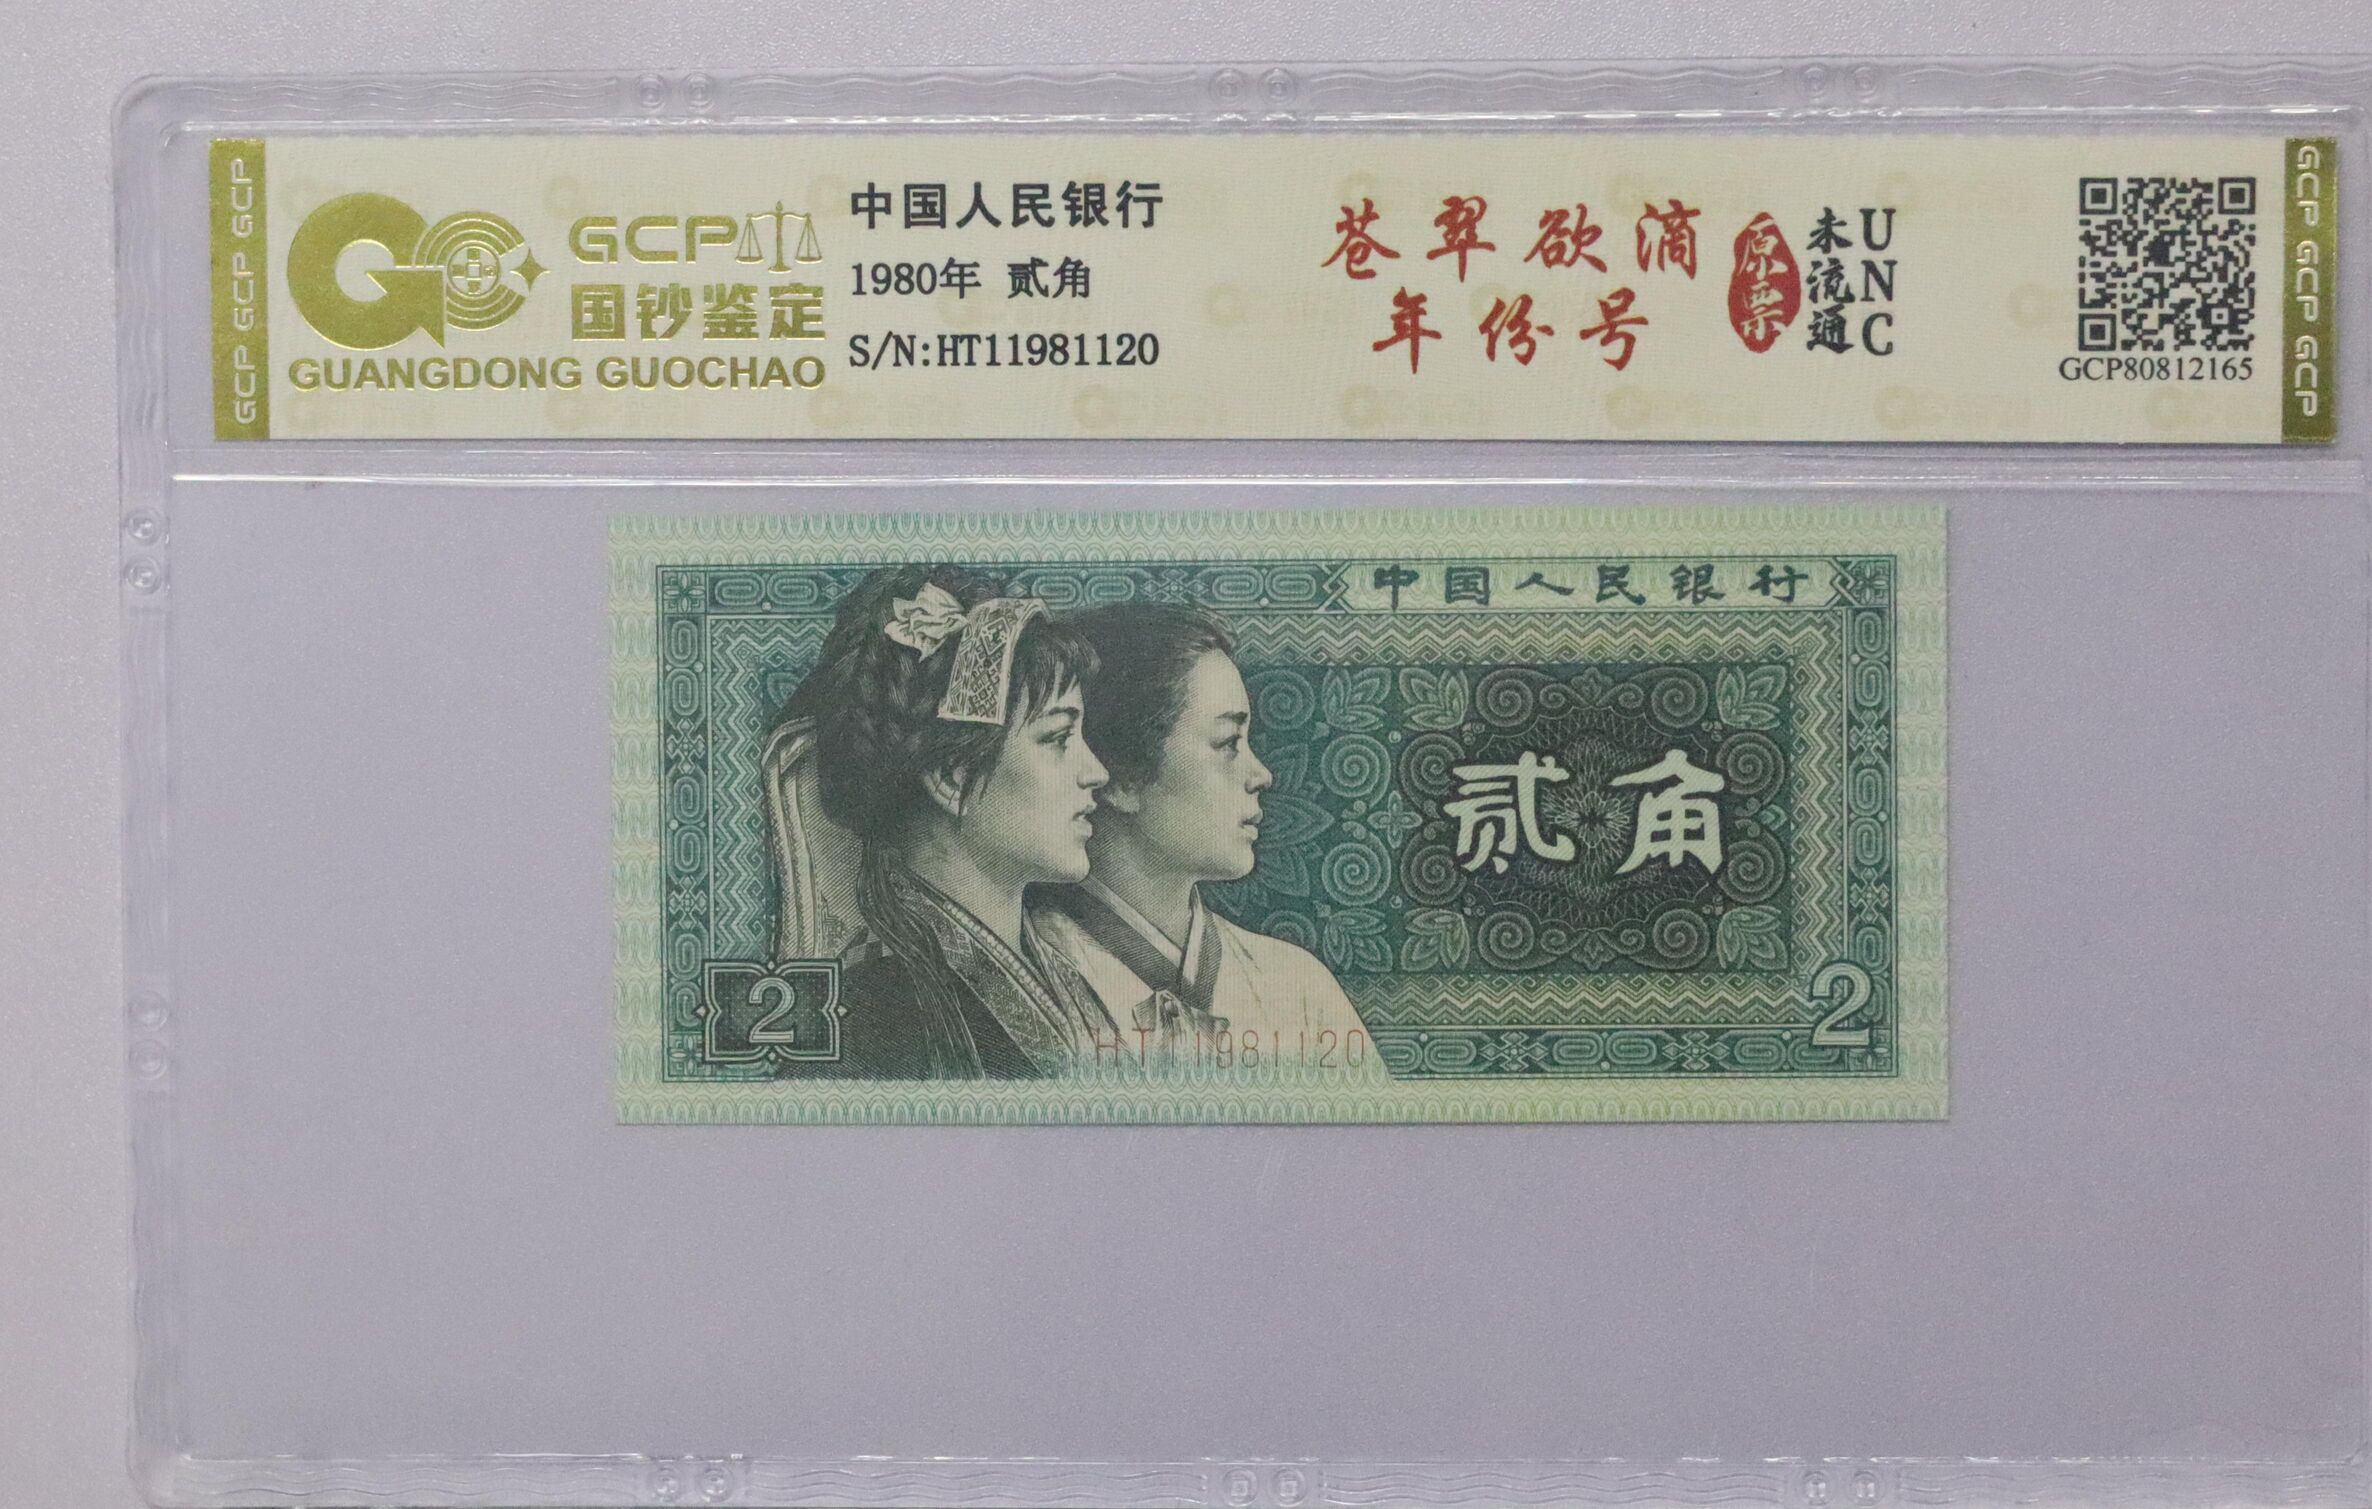 GCP GCP GCP
GCP
国钞鉴定
GUANGDONG GUOCHAO
中国人民银行
1980年 贰角
S/N:HT11981120
苍翠欲滴
年份号
原票
未流通
UNC
GCP80812165
GCP GCP GCP
中国人民银行
贰角
2
2
HT11981120